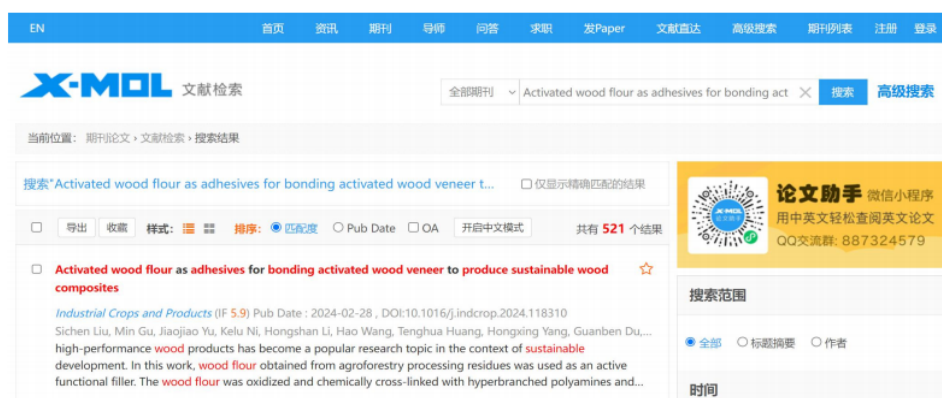 EN 首页 资讯 期刊 导师 问答 求职 发Paper 文献直达 高级搜索 期刊列表 注册 登录
X-MOL 文献检索
全部期刊 Activated wood flour as adhesives for bonding act 搜索 高级搜索
当前位置： 期刊论文 › 文献检索 › 搜索结果
搜索"Activated wood flour as adhesives for bonding activated wood veneer t... 仅显示精确匹配的结果
导出 收藏 样式： 排序： 匹配度 Pub Date OA 开启中文模式 共有 521 个结果
Activated wood flour as adhesives for bonding activated wood veneer to produce sustainable wood
composites
Industrial Crops and Products (IF 5.9) Pub Date : 2024-02-28 , DOI:10.1016/j.indcrop.2024.118310
Sichen Liu, Min Gu, Jiaojiao Yu, Kelu Ni, Hongshan Li, Hao Wang, Tenghua Huang, Hongxing Yang, Guanben Du,...
high-performance wood products has become a popular research topic in the context of sustainable
development. In this work, wood flour obtained from agroforestry processing residues was used as an active
functional filler. The wood flour was oxidized and chemically cross-linked with hyperbranched polyamines and...
X-MOL
论文助手
论文助手 微信小程序
用中英文轻松查阅英文论文
QQ交流群: 887324579
搜索范围
全部 标题摘要 作者
时间